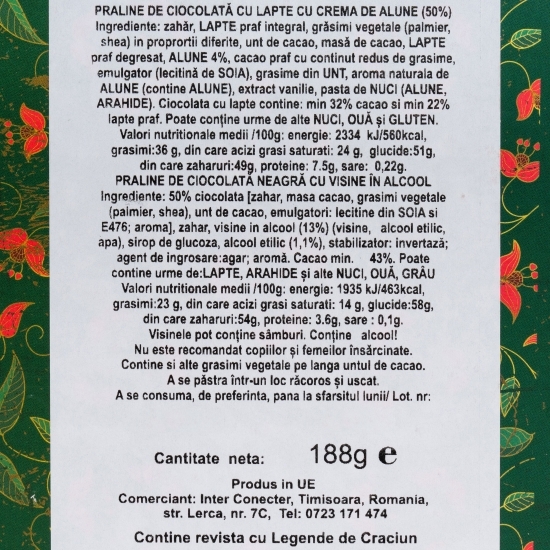 PRALINE DE CIOCOLATĂ CU LAPTE CU CREMA DE ALUNE (50%)
Ingrediente: zahăr, LAPTE praf integral, grăsimi vegetale (palmier,
shea) in proprortii diferite, unt de cacao, masă de cacao, LAPTE
praf degresat, ALUNE 4%, cacao praf cu continut redus de grasime,
emulgator (lecitină de SOIA), grasime din UNT, aroma naturala de
ALUNE (contine ALUNE), extract vanilie, pasta de NUCI (ALUNE,
ARAHIDE). Ciocolata cu lapte contine: min 32% cacao si min 22%
lapte praf. Poate conține urme de alte NUCI, OUĂ și GLUTEN.
Valori nutritionale medii /100g: energie: 2334 kJ/560kcal,
grasimi:36 g, din care acizi grasi saturati: 24 g, glucide:51g,
din care zaharuri:49g, proteine: 7.5g, sare: 0,22g.
PRALINE DE CIOCOLATĂ NEAGRĂ CU VISINE ÎN ALCOOL
Ingrediente: 50% ciocolata [zahar, masa cacao, grasimi vegetale
(palmier, shea), unt de cacao, emulgatori: lecitine din SOIA si
E476; aroma], zahar, visine in alcool (13%) (visine, alcool etilic,
apa), sirop de glucoza, alcool etilic (1,1%), stabilizator: invertază;
agent de ingrosare:agar; aromă. Cacao min. 43%. Poate
contine urme de:LAPTE, ARAHIDE și alte NUCI, OUĂ, GRÂU
Valori nutritionale medii /100g: energie: 1935 kJ/463kcal,
grasimi:23 g, din care acizi grasi saturati: 14 g, glucide:58g,
din care zaharuri:54g, proteine: 3.6g, sare : 0,1g.
Visinele pot conține sâmburi. Conține alcool!
Nu este recomandat copiilor și femeilor însărcinate.
Contine si alte grasimi vegetale pe langa untul de cacao.
A se păstra într-un loc răcoros și uscat.
A se consuma, de preferinta, pana la sfarsitul lunii/ Lot. nr:
Cantitate neta: 188g e
Produs in UE
Comerciant: Inter Conecter, Timisoara, Romania,
str. Lerca, nr. 7C, Tel: 0723 171 474
Contine revista cu Legende de Craciun